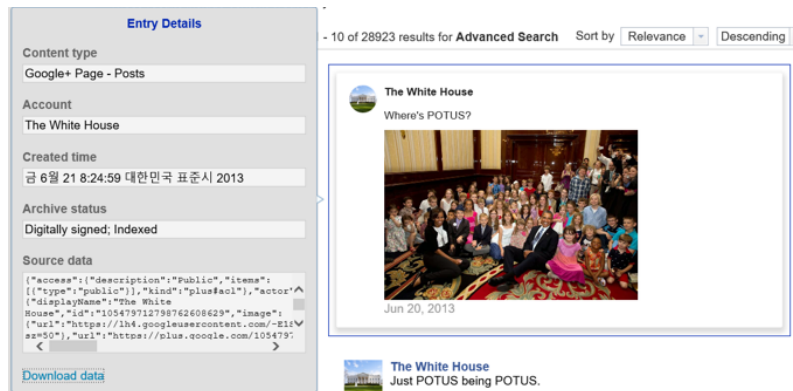 Entry Details
Content type
Google+ Page - Posts
Account
The White House
Created time
금 6월 21 8:24:59 대한민국 표준시 2013
Archive status
Digitally signed; Indexed
Source data
{"access":{"description":"Public","items":
[{"type":"public"}],"kind":"plus#acl"},"actor"
{"displayName":"The White
House","id":"105479712798762608629","image":
{"url":"https://lh4.googleusercontent.com/-E1
sz=50"},"url":"https://plus.google.com/105479
Download data
- 10 of 28923 results for Advanced Search Sort by Relevance Descending
The White House
Where's POTUS?
Jun 20, 2013
The White House
Just POTUS being POTUS.